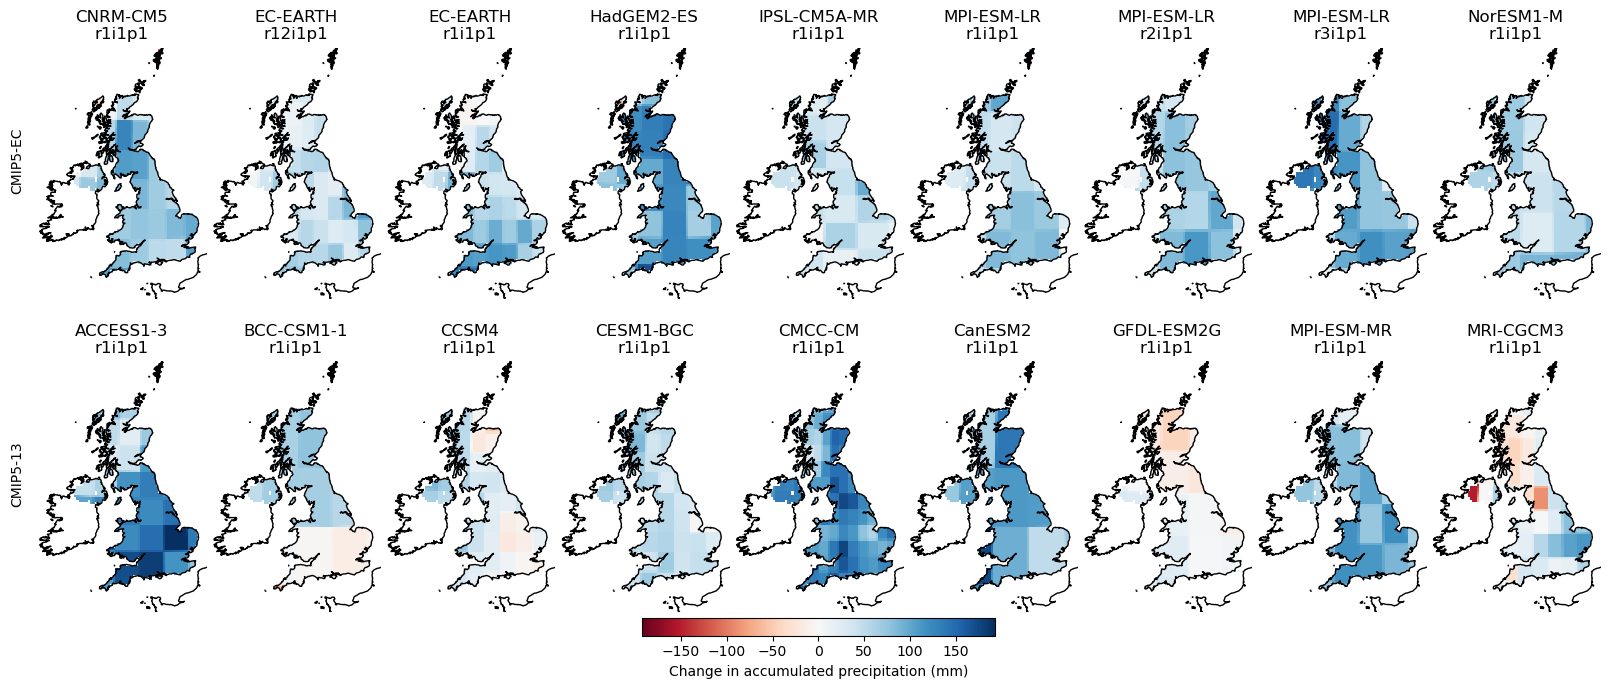 CNRM-CM5 EC-EARTH EC-EARTH HadGEM2-ES IPSL-CM5A-MR MPI-ESM-LR MPI-ESM-LR MPI-ESM-LR NorESM1-M
r1i1p1 r12i1p1 r1i1p1 r1i1p1 r1i1p1 r1i1p1 r2i1p1 r3i1p1 r1i1p1
CMIP5-EC
ACCESS1-3 BCC-CSM1-1 CCSM4 CESM1-BGC CMCC-CM CanESM2 GFDL-ESM2G MPI-ESM-MR MRI-CGCM3
r1i1p1 r1i1p1 r1i1p1 r1i1p1 r1i1p1 r1i1p1 r1i1p1 r1i1p1 r1i1p1
CMIP5-13
−150 −100 −50 0 50 100 150
Change in accumulated precipitation (mm)